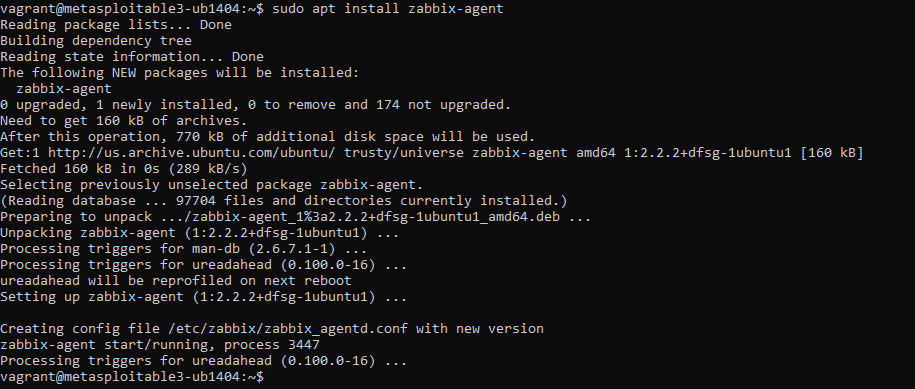 vagrant@metasploitable3-ub1404:~$ sudo apt install zabbix-agent
Reading package lists... Done
Building dependency tree
Reading state information... Done
The following NEW packages will be installed:
  zabbix-agent
0 upgraded, 1 newly installed, 0 to remove and 174 not upgraded.
Need to get 160 kB of archives.
After this operation, 770 kB of additional disk space will be used.
Get:1 http://us.archive.ubuntu.com/ubuntu/ trusty/universe zabbix-agent amd64 1:2.2.2+dfsg-1ubuntu1 [160 kB]
Fetched 160 kB in 0s (289 kB/s)
Selecting previously unselected package zabbix-agent.
(Reading database ... 97704 files and directories currently installed.)
Preparing to unpack .../zabbix-agent_1%3a2.2.2+dfsg-1ubuntu1_amd64.deb ...
Unpacking zabbix-agent (1:2.2.2+dfsg-1ubuntu1) ...
Processing triggers for man-db (2.6.7.1-1) ...
Processing triggers for ureadahead (0.100.0-16) ...
ureadahead will be reprofiled on next reboot
Setting up zabbix-agent (1:2.2.2+dfsg-1ubuntu1) ...

Creating config file /etc/zabbix/zabbix_agentd.conf with new version
zabbix-agent start/running, process 3447
Processing triggers for ureadahead (0.100.0-16) ...
vagrant@metasploitable3-ub1404:~$